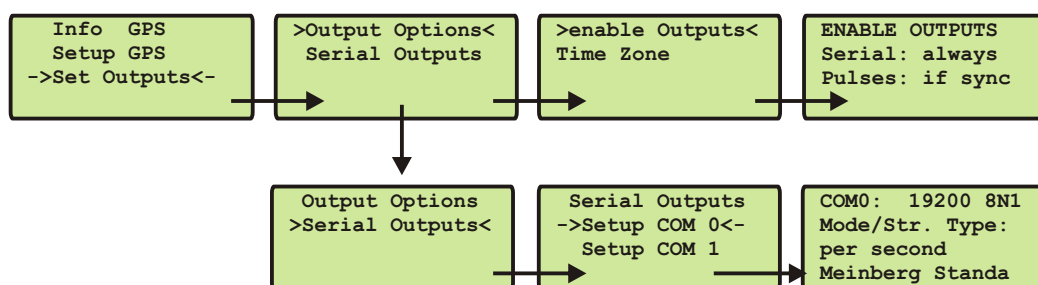 Info GPS
Setup GPS
->Set Outputs<-
>Output Options<
Serial Outputs
>enable Outputs<
Time Zone
ENABLE OUTPUTS
Serial: always
Pulses: if sync
Output Options
>Serial Outputs<
Serial Outputs
->Setup COM 0<-
Setup COM 1
COM0: 19200 8N1
Mode/Str. Type:
per second
Meinberg Standa